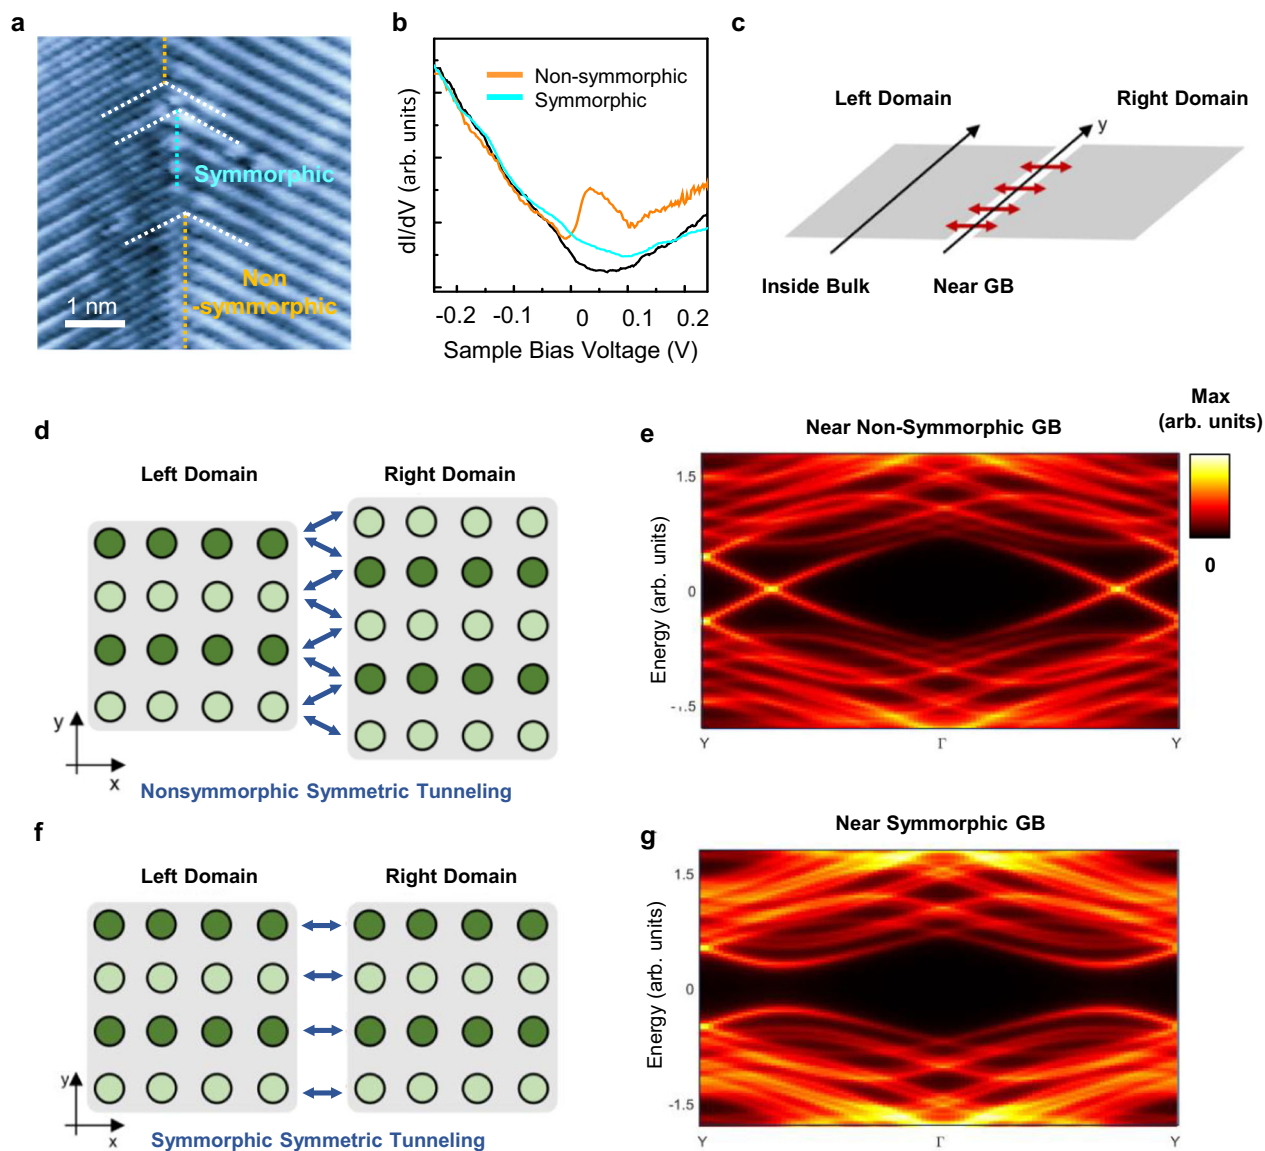 a
Symmorphic
Non
-symmorphic
1 nm
b
Non-symmorphic
Symmorphic
dI/dV (arb. units)
-0.2 -0.1 0 0.1 0.2
Sample Bias Voltage (V)
c
Left Domain Right Domain
y
Inside Bulk Near GB
d
Left Domain Right Domain
y
x
Nonsymmorphic Symmetric Tunneling
e
Near Non-Symmorphic GB
Max
(arb. units)
0
Energy (arb. units)
1.5
0
-1.5
Y Γ Y
f
Left Domain Right Domain
y
x
Symmorphic Symmetric Tunneling
g
Near Symmorphic GB
Energy (arb. units)
1.5
0
-1.5
Y Γ Y